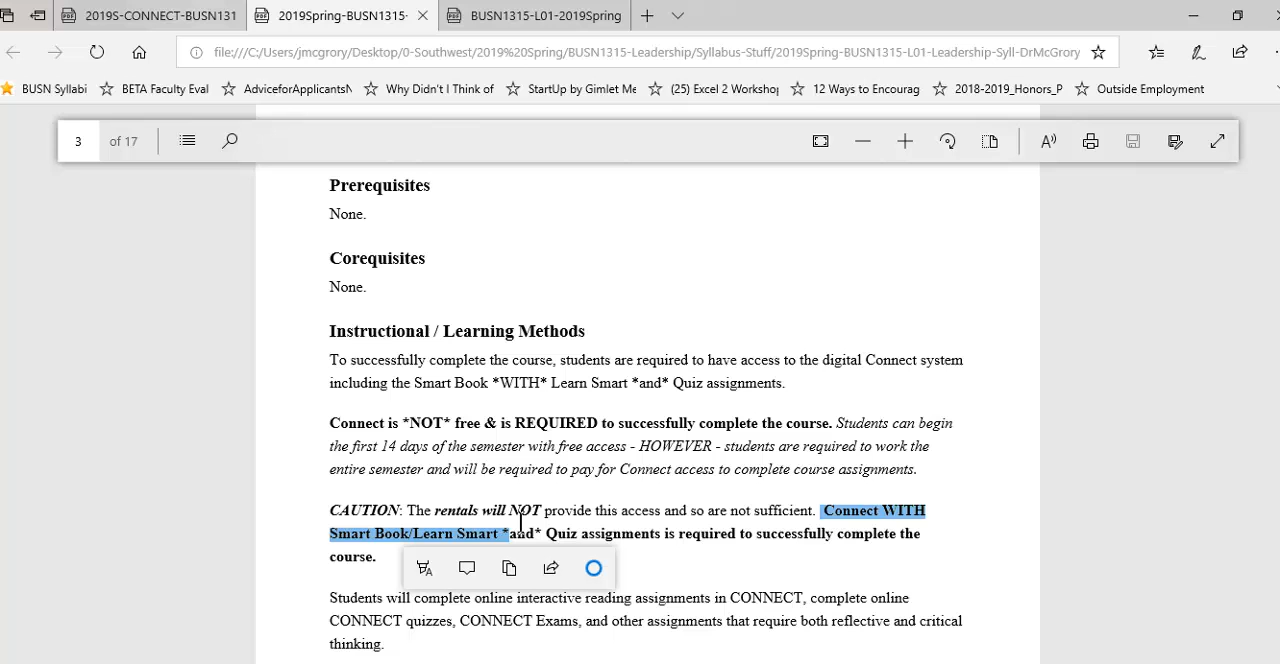 2019S-CONNECT-BUSN131
2019Spring-BUSN1315-
BUSN1315-L01-2019Spring
file:///C:/Users/jmcgrory/Desktop/0-Southwest/2019%20Spring/BUSN1315-Leadership/Syllabus-Stuff/2019Spring-BUSN1315-L01-Leadership-Syll-DrMcGrory
BUSN Syllabi
BETA Faculty Eval
AdviceforApplicantsN
Why Didn't I Think of
StartUp by Gimlet Me
(25) Excel 2 Workshop
12 Ways to Encourag
2018-2019_Honors_P
Outside Employment
3 of 17
Prerequisites
None.
Corequisites
None.
Instructional / Learning Methods
To successfully complete the course, students are required to have access to the digital Connect system
including the Smart Book *WITH* Learn Smart *and* Quiz assignments.
Connect is *NOT* free & is REQUIRED to successfully complete the course. Students can begin
the first 14 days of the semester with free access - HOWEVER - students are required to work the
entire semester and will be required to pay for Connect access to complete course assignments.
CAUTION: The rentals will NOT provide this access and so are not sufficient. Connect WITH
Smart Book/Learn Smart *and* Quiz assignments is required to successfully complete the
course.
Students will complete online interactive reading assignments in CONNECT, complete online
CONNECT quizzes, CONNECT Exams, and other assignments that require both reflective and critical
thinking.